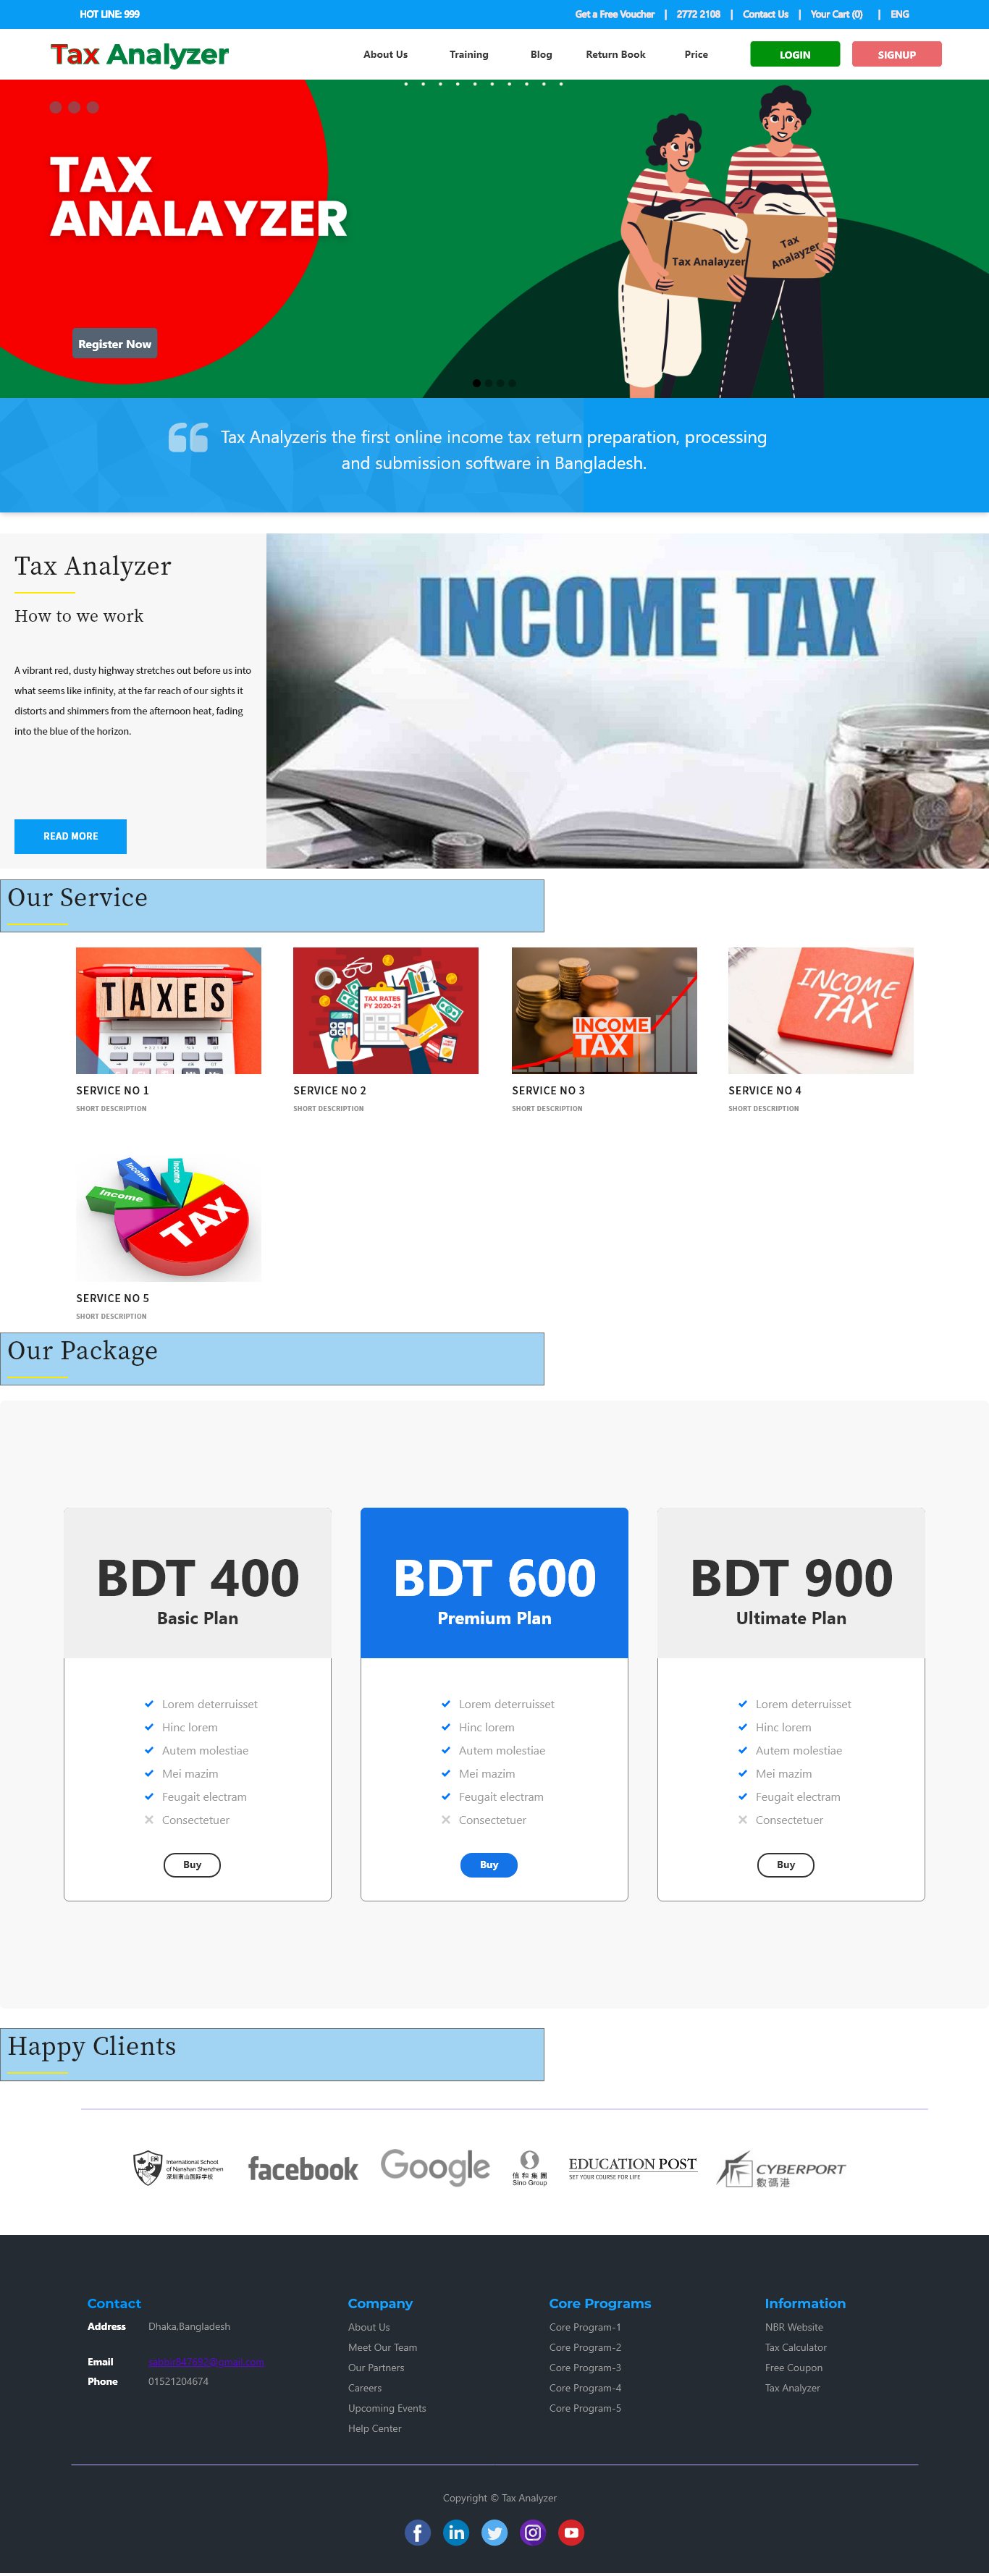 HOT LINE: 999
Get a Free Voucher | 2772 2108 | Contact Us | Your Cart (0) | ENG
Tax Analyzer
About Us Training Blog Return Book Price LOGIN SIGNUP
TAX
ANALAYZER
Tax Analayzer
Tax
Analayzer
Register Now
Tax Analyzeris the first online income tax return preparation, processing
and submission software in Bangladesh.
Tax Analyzer
How to we work
A vibrant red, dusty highway stretches out before us into
what seems like infinity, at the far reach of our sights it
distorts and shimmers from the afternoon heat, fading
into the blue of the horizon.
READ MORE
INCOME TAX
Our Service
TAXES
TAX RATES
FY 2020-21
INCOME
TAX
INCOME
TAX
SERVICE NO 1
SHORT DESCRIPTION
SERVICE NO 2
SHORT DESCRIPTION
SERVICE NO 3
SHORT DESCRIPTION
SERVICE NO 4
SHORT DESCRIPTION
Income
Income
Income
TAX
SERVICE NO 5
SHORT DESCRIPTION
Our Package
BDT 400
Basic Plan
Lorem deterruisset
Hinc lorem
Autem molestiae
Mei mazim
Feugait electram
Consectetuer
Buy
BDT 600
Premium Plan
Lorem deterruisset
Hinc lorem
Autem molestiae
Mei mazim
Feugait electram
Consectetuer
Buy
BDT 900
Ultimate Plan
Lorem deterruisset
Hinc lorem
Autem molestiae
Mei mazim
Feugait electram
Consectetuer
Buy
Happy Clients
International School
of Nanshan Shenzhen
深圳南山国际学校
facebook
Google
信和集團
Sino Group
EDUCATION POST
SET YOUR COURSE FOR LIFE
CYBERPORT
數碼港
Contact
Address Dhaka,Bangladesh
Email
Phone 01521204674
Company
About Us
Meet Our Team
Our Partners
Careers
Upcoming Events
Help Center
Core Programs
Core Program-1
Core Program-2
Core Program-3
Core Program-4
Core Program-5
Information
NBR Website
Tax Calculator
Free Coupon
Tax Analyzer
Copyright © Tax Analyzer